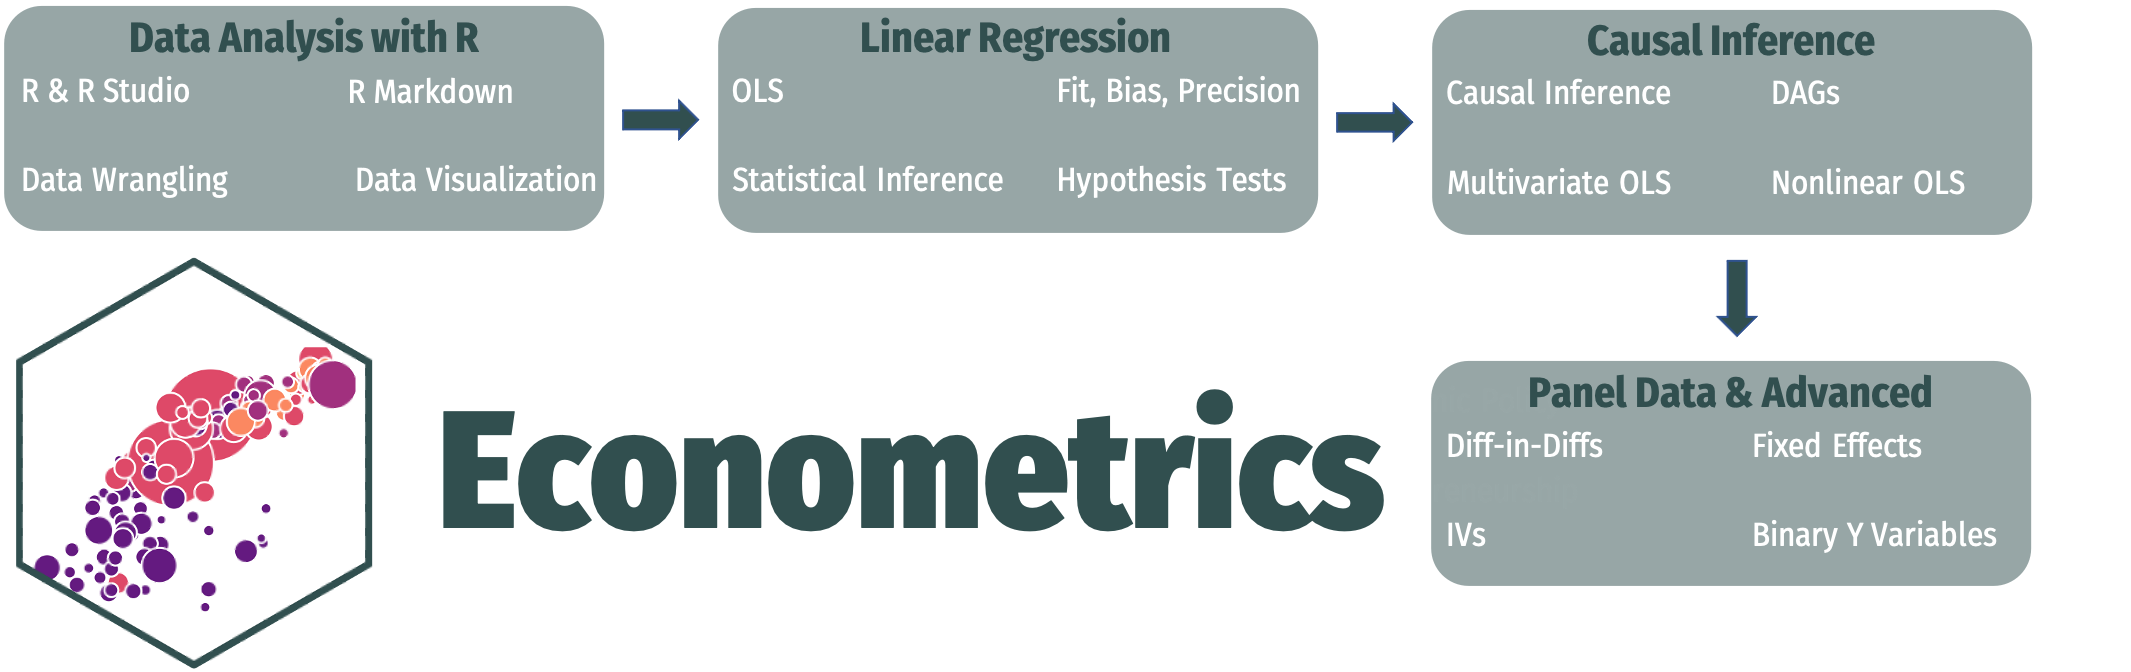 Data Analysis with R
R & R Studio
R Markdown
Data Wrangling
Data Visualization
Linear Regression
OLS
Fit, Bias, Precision
Statistical Inference
Hypothesis Tests
Causal Inference
Causal Inference
DAGs
Multivariate OLS
Nonlinear OLS
Panel Data & Advanced
Diff-in-Diffs
Fixed Effects
IVs
Binary Y Variables
Econometrics